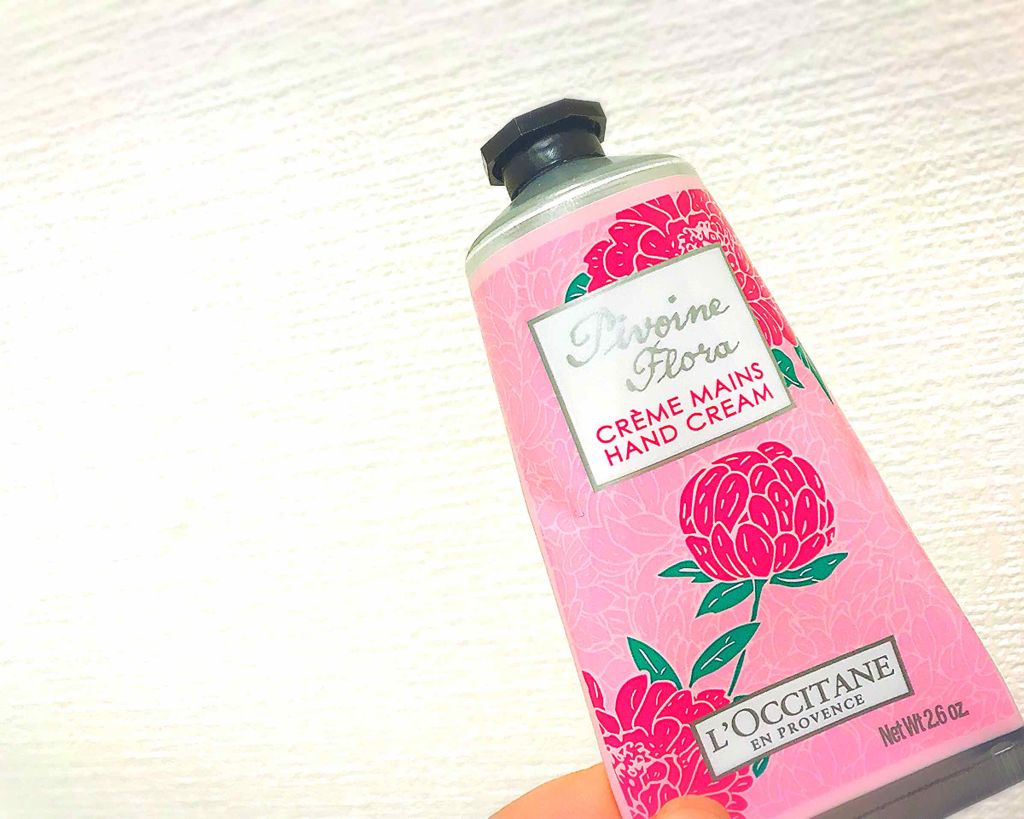 Pivoine
Flora
CRÈME MAINS
HAND CREAM
L'OCCITANE
EN PROVENCE
Net Wt 2.6 oz.